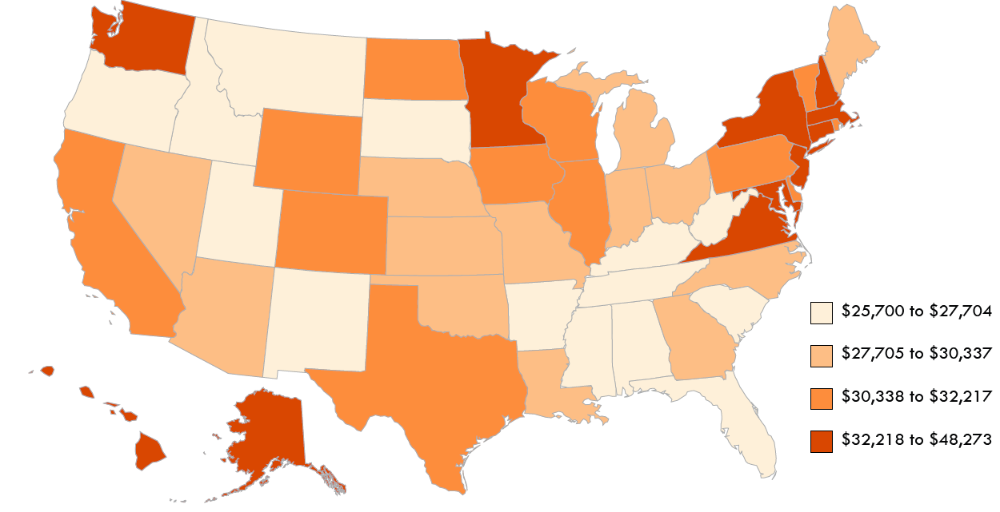 $25,700 to $27,704
$27,705 to $30,337
$30,338 to $32,217
$32,218 to $48,273